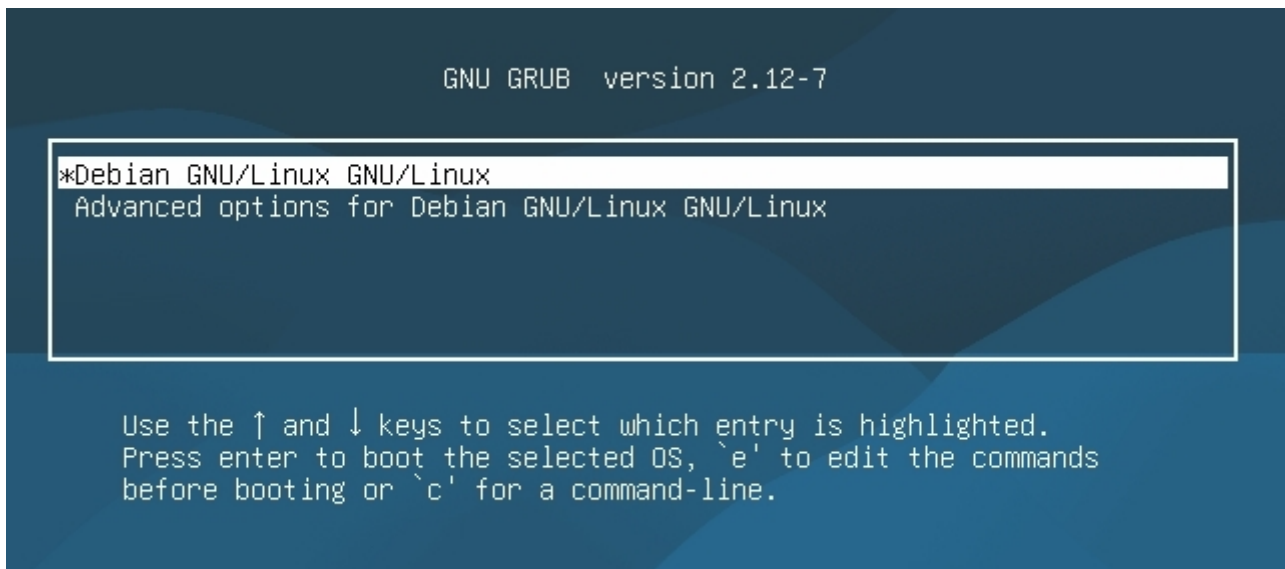 GNU GRUB version 2.12-7
*Debian GNU/Linux GNU/Linux
Advanced options for Debian GNU/Linux GNU/Linux
Use the ↑ and ↓ keys to select which entry is highlighted.
Press enter to boot the selected OS, `e' to edit the commands
before booting or `c' for a command-line.